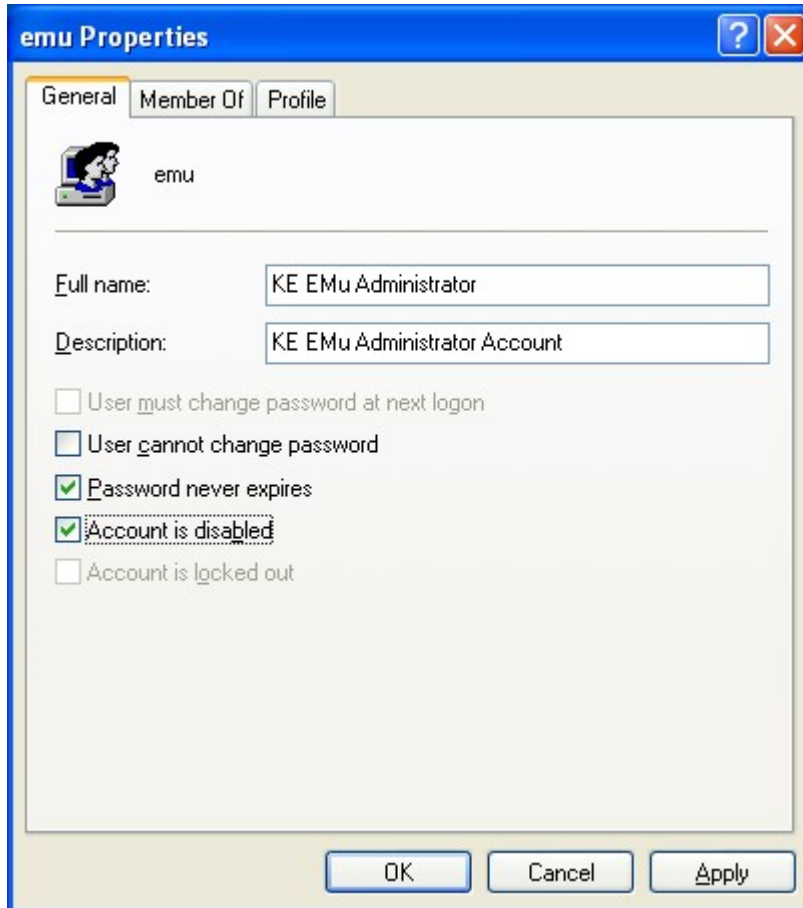 emu Properties
General Member Of Profile
emu
Full name: KE EMu Administrator
Description: KE EMu Administrator Account
User must change password at next logon
User cannot change password
Password never expires
Account is disabled
Account is locked out
OK Cancel Apply